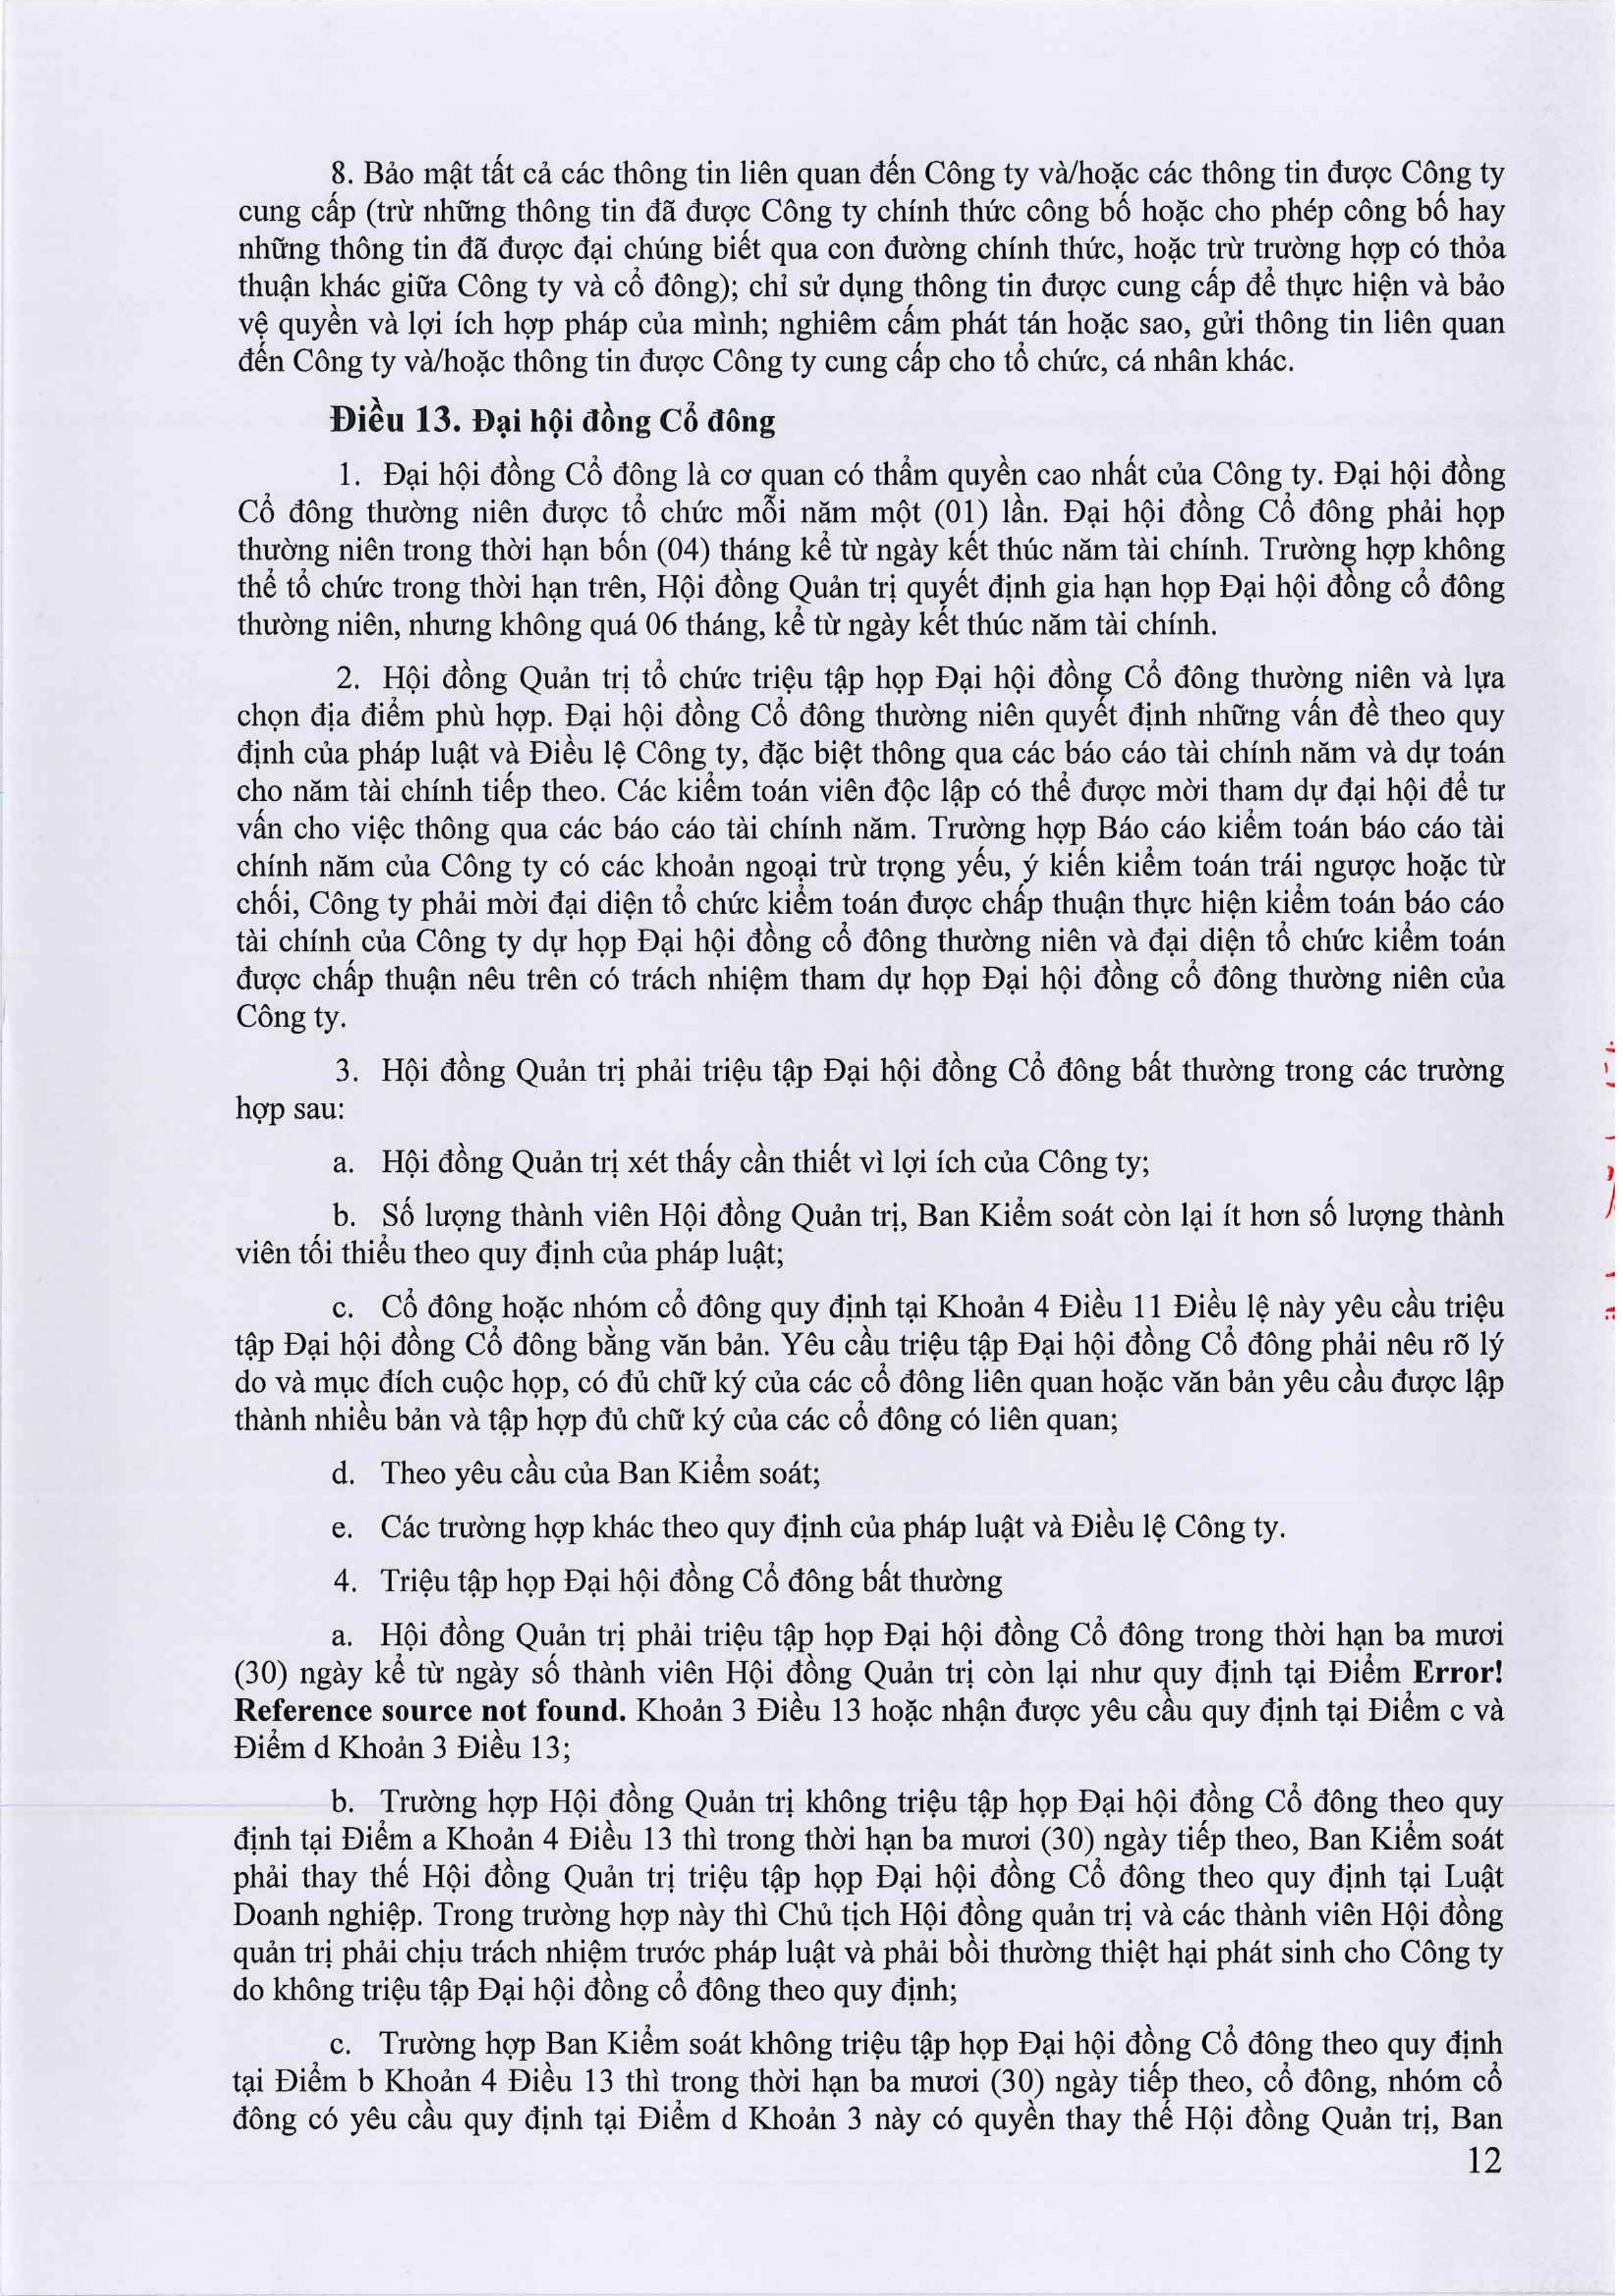 8. Bảo mật tất cả các thông tin liên quan đến Công ty và/hoặc các thông tin được Công ty
cung cấp (trừ những thông tin đã được Công ty chính thức công bố hoặc cho phép công bố hay
những thông tin đã được đại chúng biết qua con đường chính thức, hoặc trừ trường hợp có thỏa
thuận khác giữa Công ty và cổ đông); chỉ sử dụng thông tin được cung cấp để thực hiện và bảo
vệ quyền và lợi ích hợp pháp của mình; nghiêm cấm phát tán hoặc sao, gửi thông tin liên quan
đến Công ty và/hoặc thông tin được Công ty cung cấp cho tổ chức, cá nhân khác.
Điều 13. Đại hội đồng Cổ đông
1. Đại hội đồng Cổ đông là cơ quan có thẩm quyền cao nhất của Công ty. Đại hội đồng
Cổ đông thường niên được tổ chức mỗi năm một (01) lần. Đại hội đồng Cổ đông phải họp
thường niên trong thời hạn bốn (04) tháng kể từ ngày kết thúc năm tài chính. Trường hợp không
thể tổ chức trong thời hạn trên, Hội đồng Quản trị quyết định gia hạn họp Đại hội đồng cổ đông
thường niên, nhưng không quá 06 tháng, kể từ ngày kết thúc năm tài chính.
2. Hội đồng Quản trị tổ chức triệu tập họp Đại hội đồng Cổ đông thường niên và lựa
chọn địa điểm phù hợp. Đại hội đồng Cổ đông thường niên quyết định những vấn đề theo quy
định của pháp luật và Điều lệ Công ty, đặc biệt thông qua các báo cáo tài chính năm và dự toán
cho năm tài chính tiếp theo. Các kiểm toán viên độc lập có thể được mời tham dự đại hội để tư
vấn cho việc thông qua các báo cáo tài chính năm. Trường hợp Báo cáo kiểm toán báo cáo tài
chính năm của Công ty có các khoản ngoại trừ trọng yếu, ý kiến kiểm toán trái ngược hoặc từ
chối, Công ty phải mời đại diện tổ chức kiểm toán được chấp thuận thực hiện kiểm toán báo cáo
tài chính của Công ty dự họp Đại hội đồng cổ đông thường niên và đại diện tổ chức kiểm toán
được chấp thuận nêu trên có trách nhiệm tham dự họp Đại hội đồng cổ đông thường niên của
Công ty.
3. Hội đồng Quản trị phải triệu tập Đại hội đồng Cổ đông bất thường trong các trường
hợp sau:
a. Hội đồng Quản trị xét thấy cần thiết vì lợi ích của Công ty;
b. Số lượng thành viên Hội đồng Quản trị, Ban Kiểm soát còn lại ít hơn số lượng thành
viên tối thiểu theo quy định của pháp luật;
c. Cổ đông hoặc nhóm cổ đông quy định tại Khoản 4 Điều 11 Điều lệ này yêu cầu triệu
tập Đại hội đồng Cổ đông bằng văn bản. Yêu cầu triệu tập Đại hội đồng Cổ đông phải nêu rõ lý
do và mục đích cuộc họp, có đủ chữ ký của các cổ đông liên quan hoặc văn bản yêu cầu được lập
thành nhiều bản và tập hợp đủ chữ ký của các cổ đông có liên quan;
d. Theo yêu cầu của Ban Kiểm soát;
e. Các trường hợp khác theo quy định của pháp luật và Điều lệ Công ty.
4. Triệu tập họp Đại hội đồng Cổ đông bất thường
a. Hội đồng Quản trị phải triệu tập họp Đại hội đồng Cổ đông trong thời hạn ba mươi
(30) ngày kể từ ngày số thành viên Hội đồng Quản trị còn lại như quy định tại Điểm Error!
Reference source not found. Khoản 3 Điều 13 hoặc nhận được yêu cầu quy định tại Điểm c và
Điểm d Khoản 3 Điều 13;
b. Trường hợp Hội đồng Quản trị không triệu tập họp Đại hội đồng Cổ đông theo quy
định tại Điểm a Khoản 4 Điều 13 thì trong thời hạn ba mươi (30) ngày tiếp theo, Ban Kiểm soát
phải thay thế Hội đồng Quản trị triệu tập họp Đại hội đồng Cổ đông theo quy định tại Luật
Doanh nghiệp. Trong trường hợp này thì Chủ tịch Hội đồng quản trị và các thành viên Hội đồng
quản trị phải chịu trách nhiệm trước pháp luật và phải bồi thường thiệt hại phát sinh cho Công ty
do không triệu tập Đại hội đồng cổ đông theo quy định;
c. Trường hợp Ban Kiểm soát không triệu tập họp Đại hội đồng Cổ đông theo quy định
tại Điểm b Khoản 4 Điều 13 thì trong thời hạn ba mươi (30) ngày tiếp theo, cổ đông, nhóm cổ
đông có yêu cầu quy định tại Điểm d Khoản 3 này có quyền thay thế Hội đồng Quản trị, Ban
12